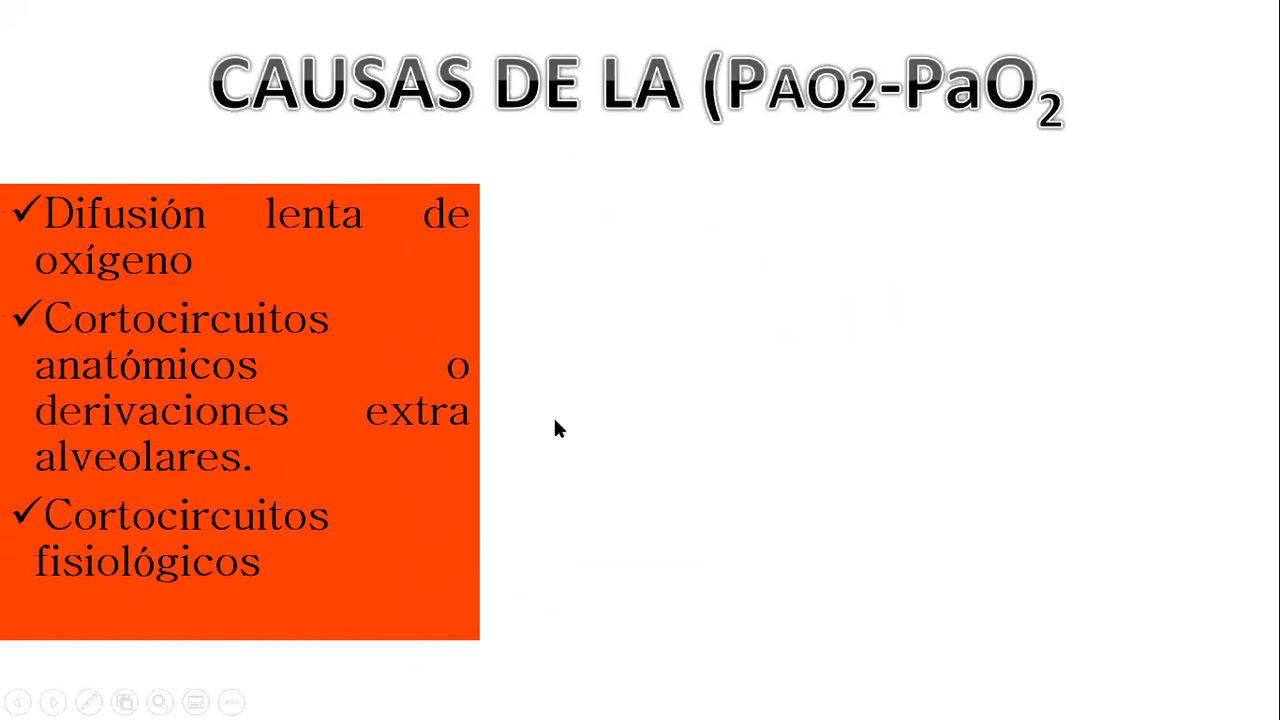 CAUSAS DE LA (PAO2-PaO₂
✓Difusión lenta de
oxígeno
✓Cortocircuitos
anatómicos o
derivaciones extra
alveolares.
✓Cortocircuitos
fisiológicos